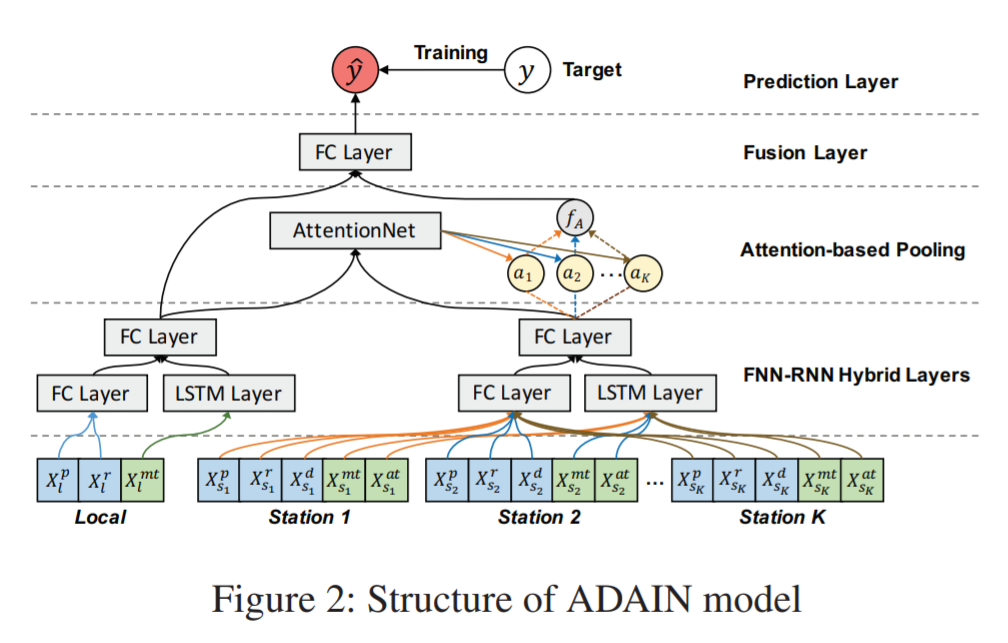 Training
ŷ
y
Target
Prediction Layer
FC Layer
Fusion Layer
AttentionNet
f_A
Attention-based Pooling
a_1
a_2
...
a_K
FC Layer
FC Layer
FC Layer
LSTM Layer
FC Layer
LSTM Layer
FNN-RNN Hybrid Layers
X_l^p X_l^r X_l^{mt}
X_{s_1}^p X_{s_1}^r X_{s_1}^d X_{s_1}^{mt} X_{s_1}^{at}
X_{s_2}^p X_{s_2}^r X_{s_2}^d X_{s_2}^{mt} X_{s_2}^{at}
...
X_{s_K}^p X_{s_K}^r X_{s_K}^d X_{s_K}^{mt} X_{s_K}^{at}
Local
Station 1
Station 2
Station K
Figure 2: Structure of ADAIN model